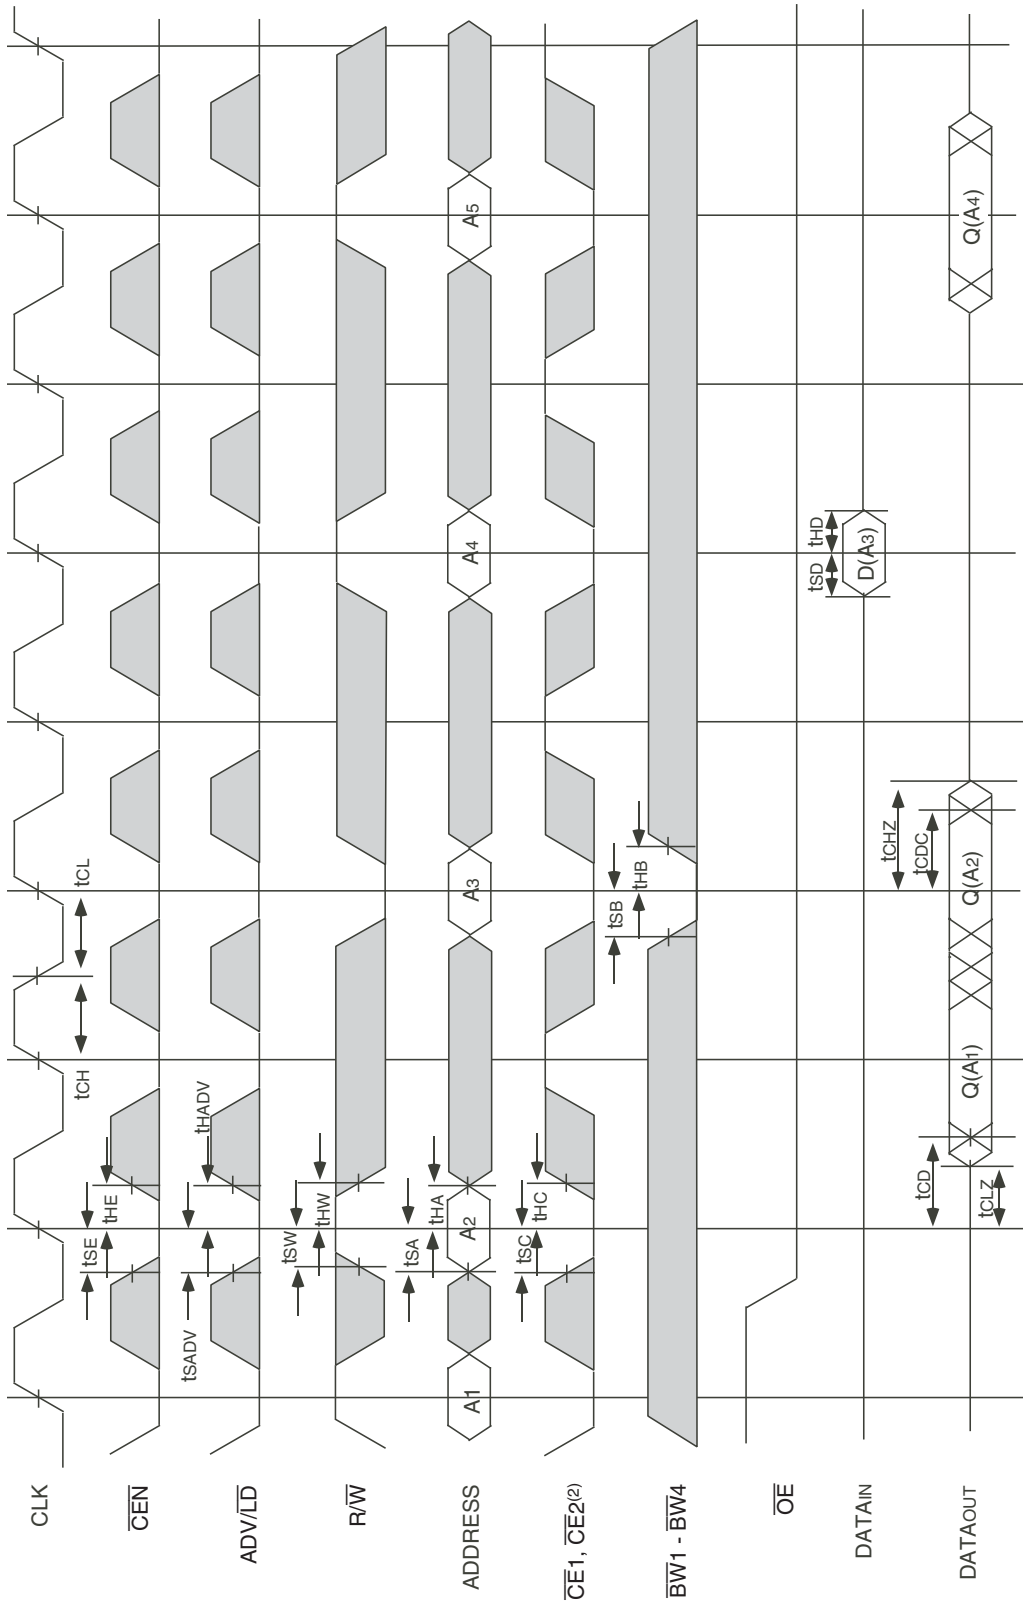 CLK
tCH
tCL
CEN
tSE
tHE
ADV/LD
tSADV
tHADV
R/W
tSW
tHW
ADDRESS
A1
tSA
tHA
A2
A3
A4
A5
CE1, CE2(2)
tSC
tHC
BW1 - BW4
tSB
tHB
OE
DATAIN
tSD
tHD
D(A3)
DATAOUT
tCD
tCLZ
Q(A1)
tCHZ
tCDC
Q(A2)
Q(A4)